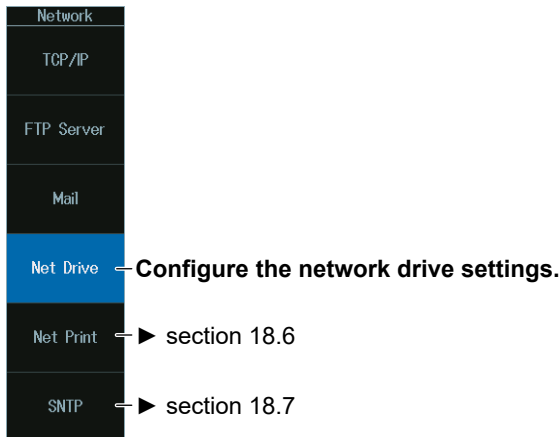 Network
TCP/IP
FTP Server
Mail
Net Drive Configure the network drive settings.
Net Print ► section 18.6
SNTP ► section 18.7